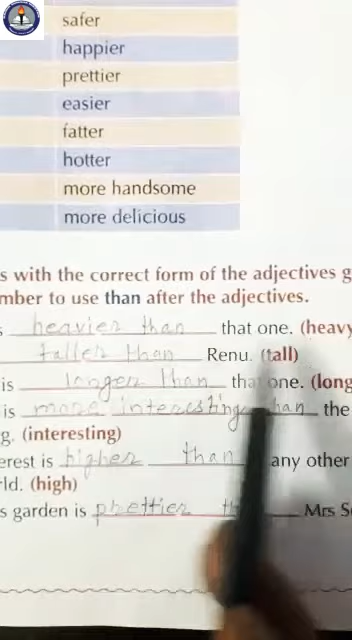 safer
happier
prettier
easier
fatter
hotter
more handsome
more delicious
s with the correct form of the adjectives g
mber to use than after the adjectives.
s heavier than that one. (heavy
taller than Renu. (tall)
is longer than that one. (long
is more interesting than the
g. (interesting)
erest is higher than any other
rld. (high)
s garden is prettier th Mrs S